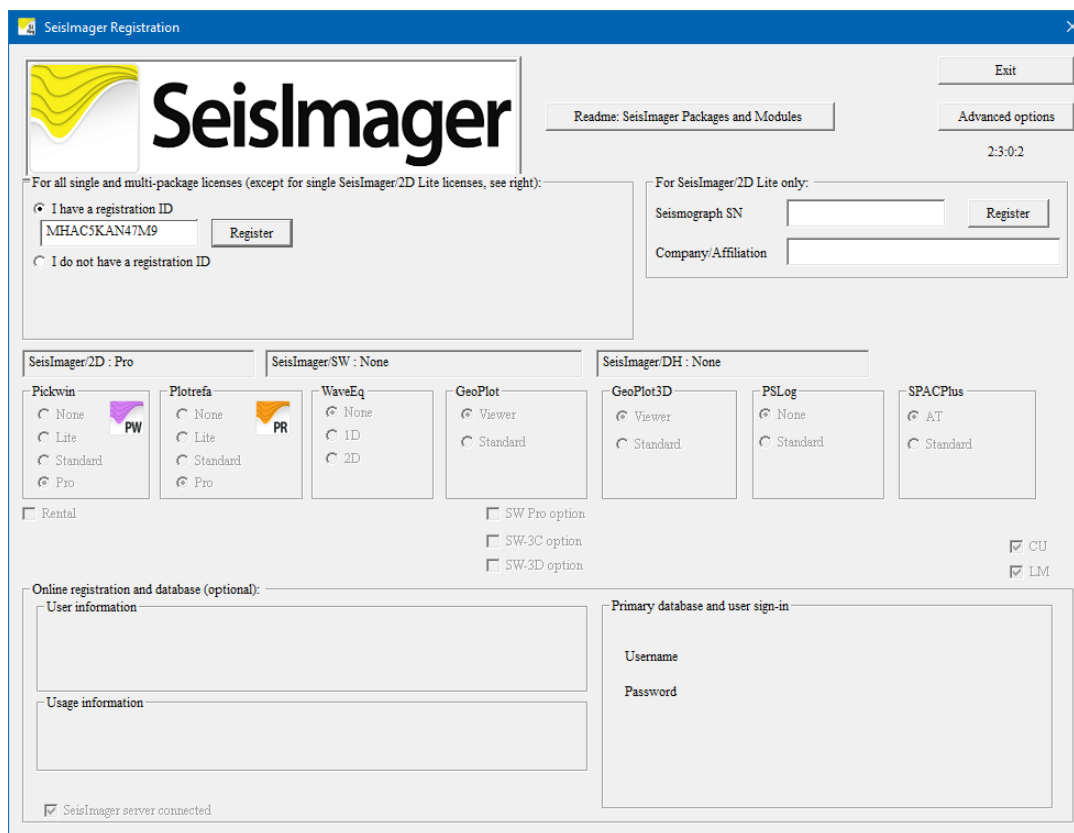 SeisImager Registration
SeisImager
Exit
Readme: SeisImager Packages and Modules
Advanced options
2:3:0:2
For all single and multi-package licenses (except for single SeisImager/2D Lite licenses, see right):
I have a registration ID
MHAC5KAN47M9
Register
I do not have a registration ID
For SeisImager/2D Lite only:
Seismograph SN
Register
Company/Affiliation
SeisImager/2D : Pro
SeisImager/SW : None
SeisImager/DH : None
Pickwin
None
Lite
Standard
Pro
PW
Plotrefa
None
Lite
Standard
Pro
PR
WaveEq
None
1D
2D
GeoPlot
Viewer
Standard
GeoPlot3D
Viewer
Standard
PSLog
None
Standard
SPACPlus
AT
Standard
Rental
SW Pro option
SW-3C option
SW-3D option
CU
LM
Online registration and database (optional):
User information
Usage information
SeisImager server connected
Primary database and user sign-in
Username
Password